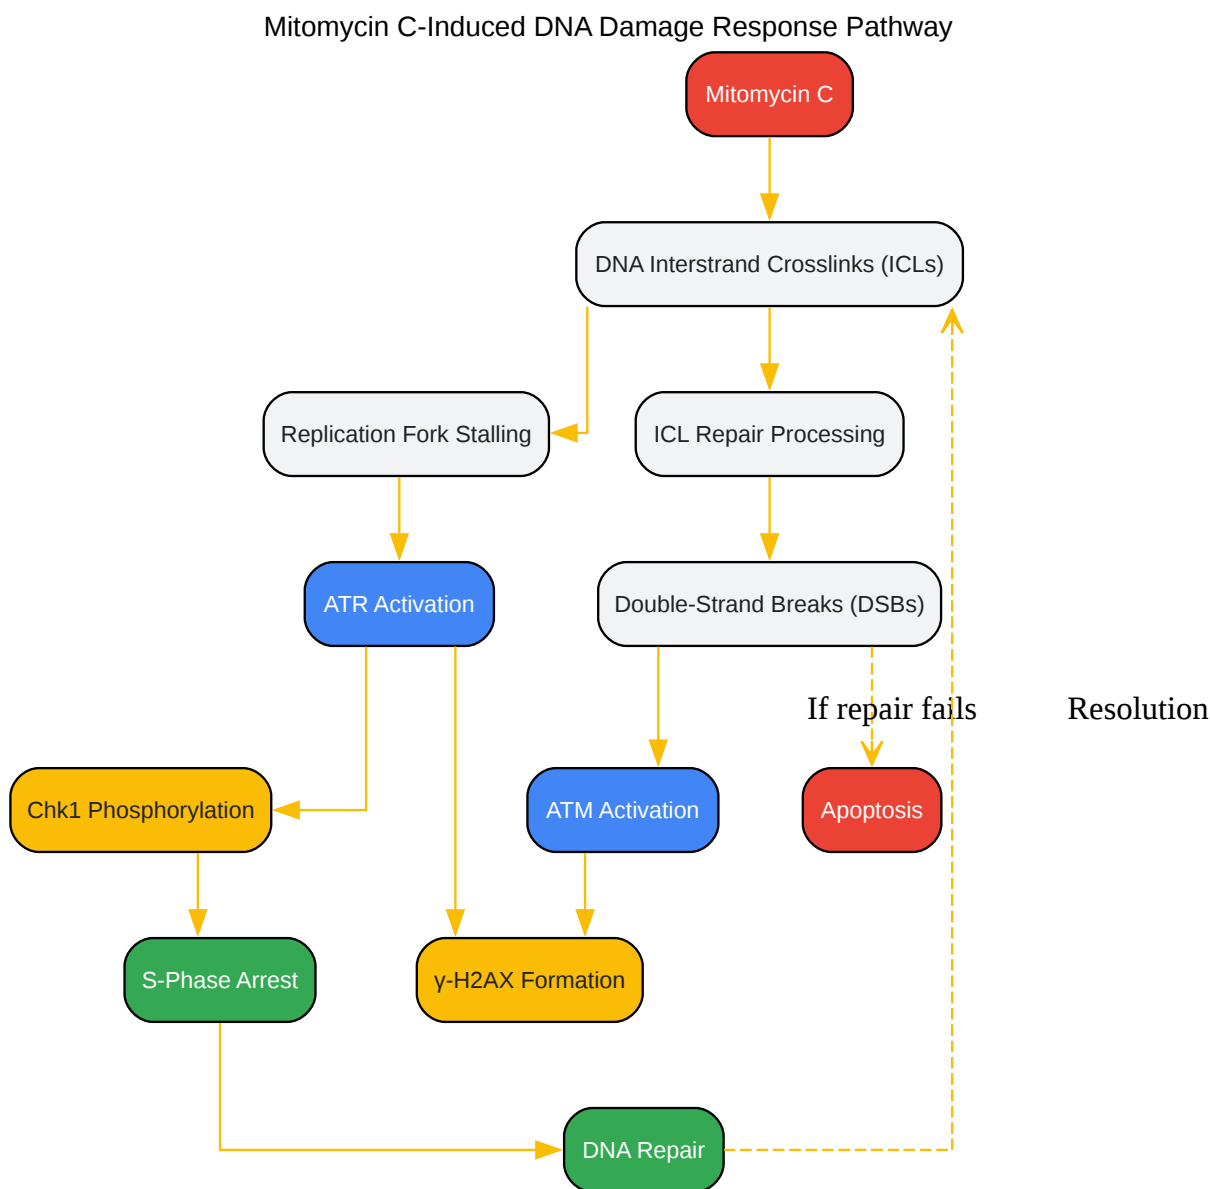 Mitomycin C-Induced DNA Damage Response Pathway
Mitomycin C
DNA Interstrand Crosslinks (ICLs)
Replication Fork Stalling
ICL Repair Processing
ATR Activation
Double-Strand Breaks (DSBs)
If repair fails
Resolution
Chk1 Phosphorylation
ATM Activation
Apoptosis
S-Phase Arrest
γ-H2AX Formation
DNA Repair